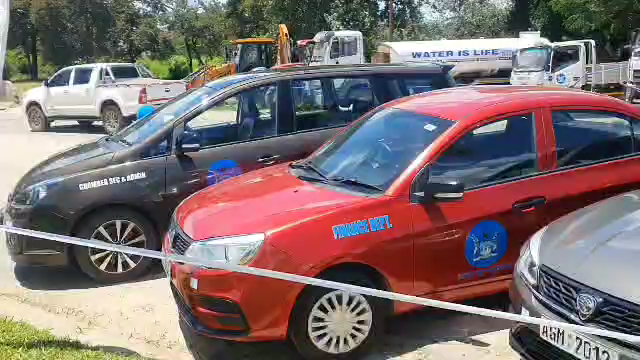 WATER IS LIFE
CHAMBER SEC & ADMIN
FINANCE DEPT.